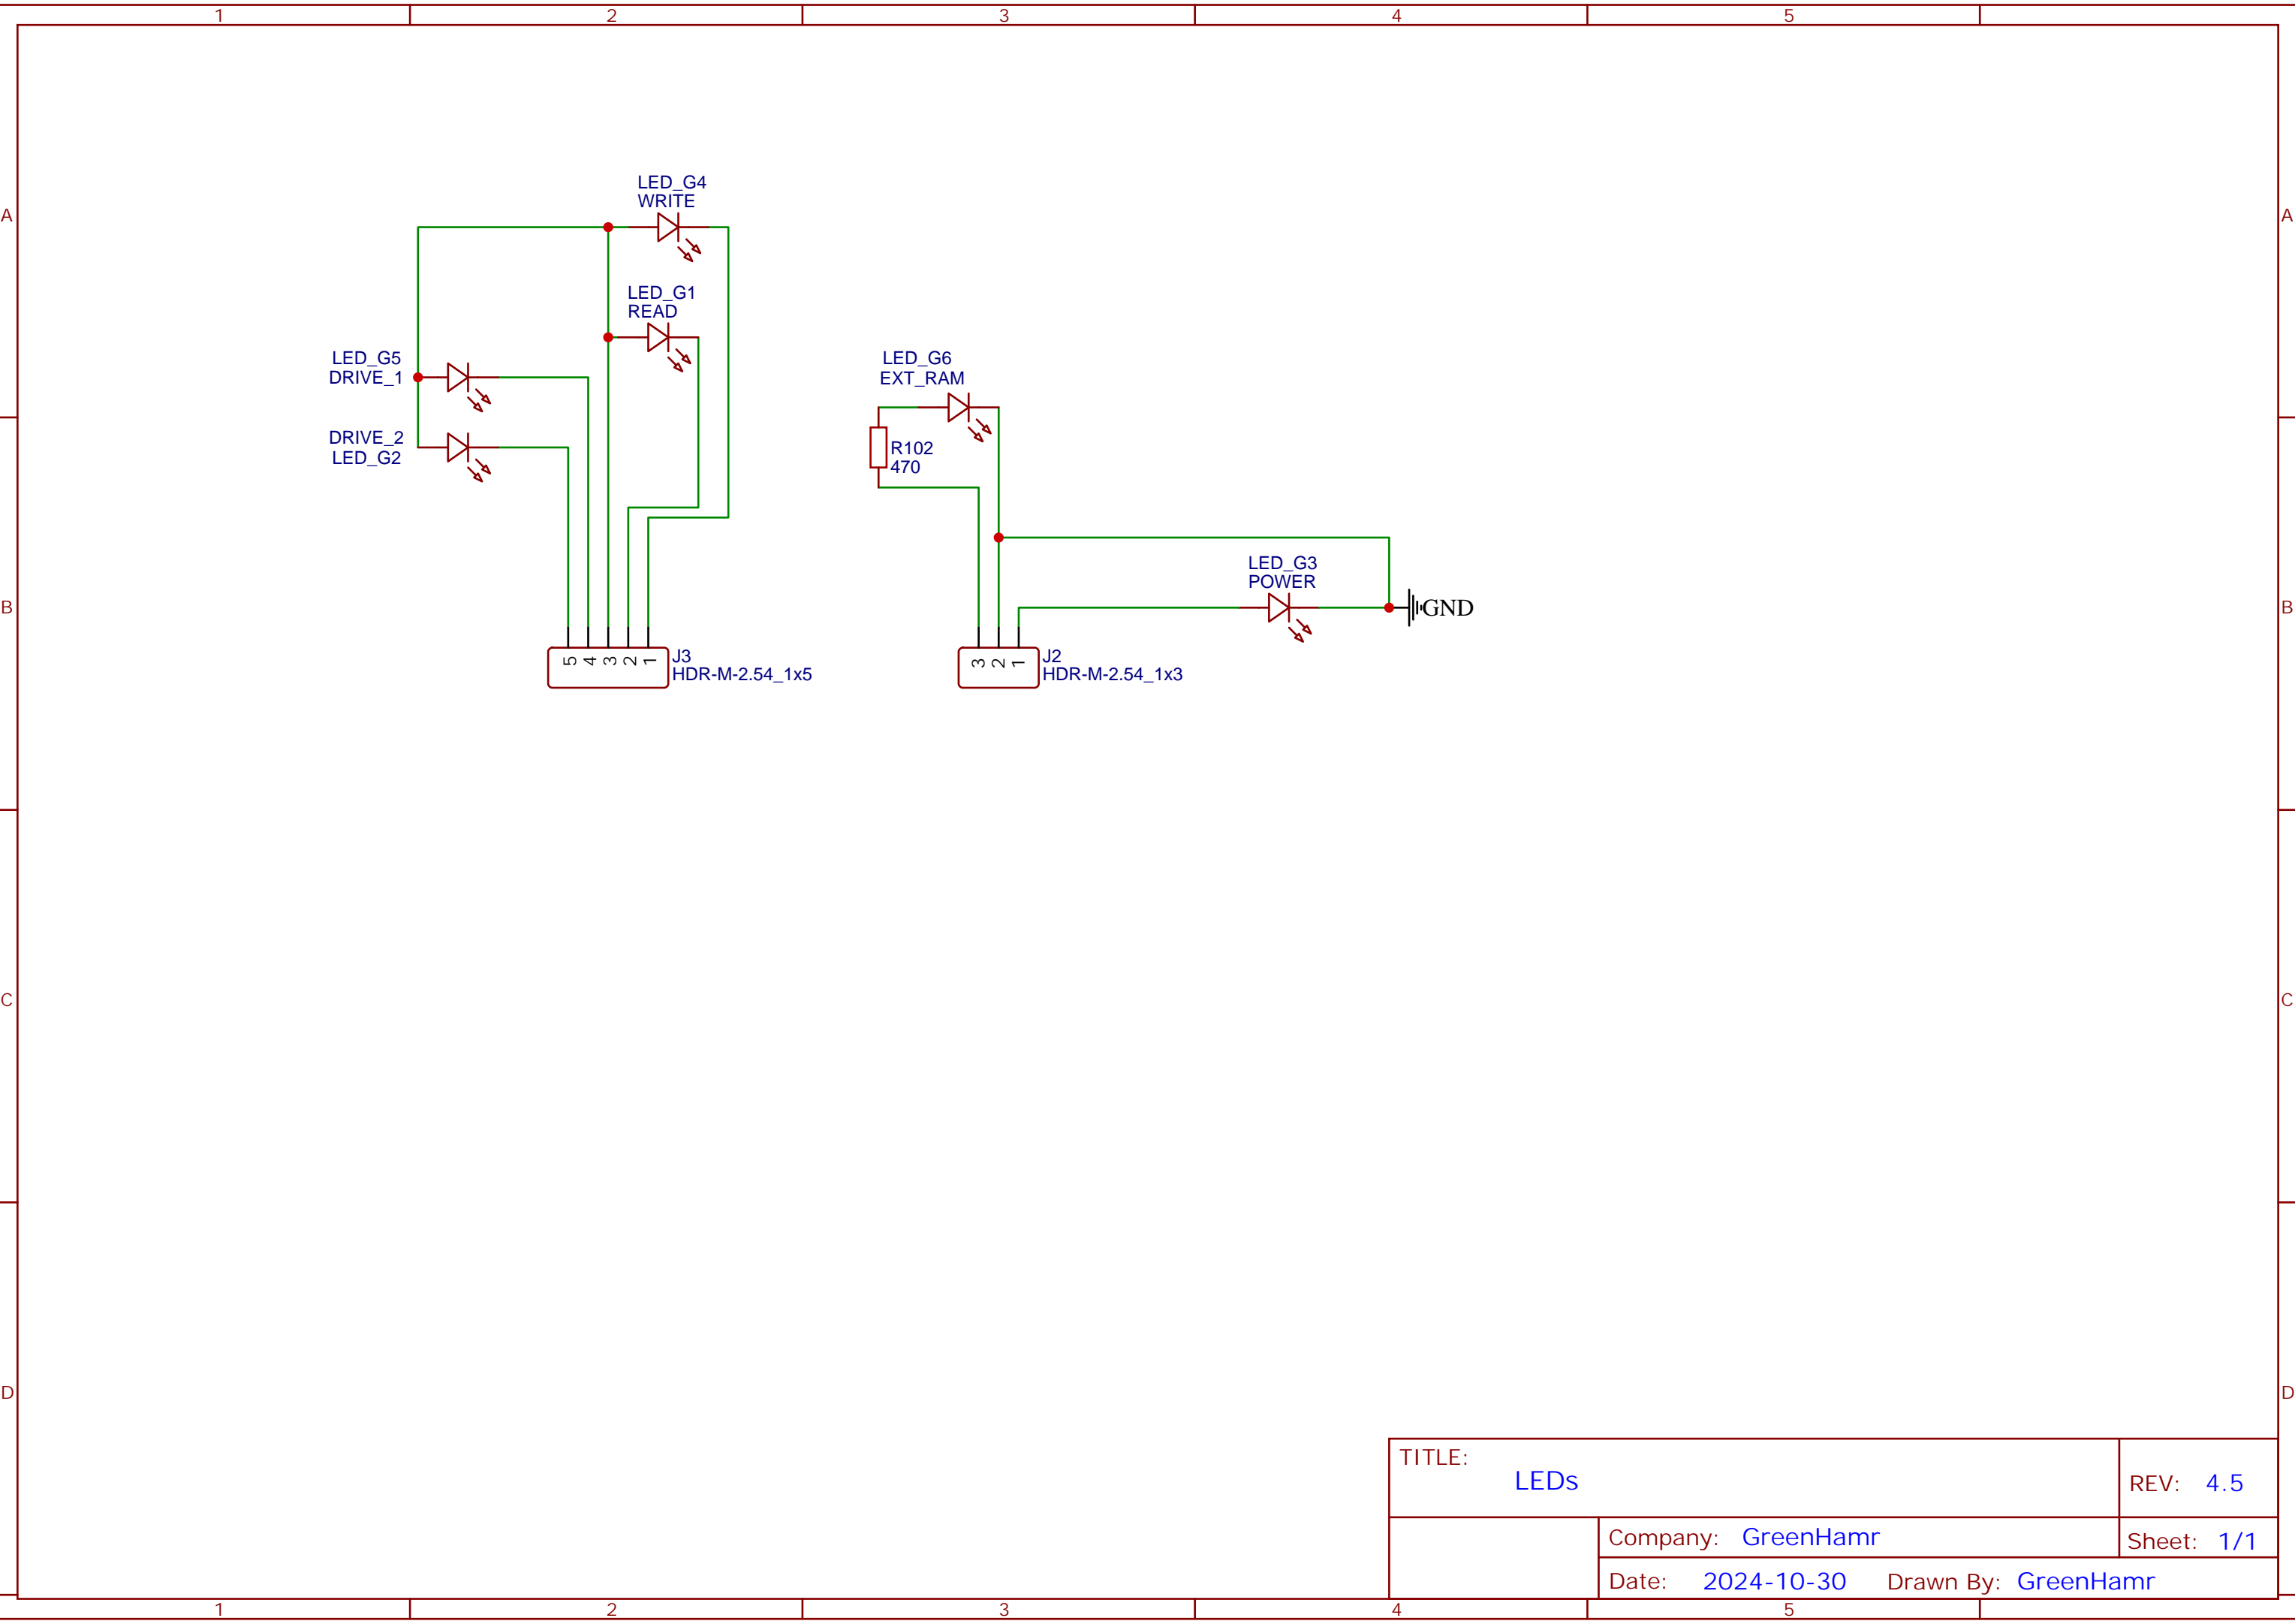 1 2 3 4 5
A A
LED_G4
WRITE
LED_G1
READ
LED_G5
DRIVE_1
DRIVE_2
LED_G2
LED_G6
EXT_RAM
R102
470
LED_G3
POWER
B B
GND
5 4 3 2 1
J3
HDR-M-2.54_1x5
3 2 1
J2
HDR-M-2.54_1x3
C C
D D
TITLE:
LEDs
REV: 4.5
Company: GreenHamr
Sheet: 1/1
Date: 2024-10-30 Drawn By: GreenHamr
1 2 3 4 5